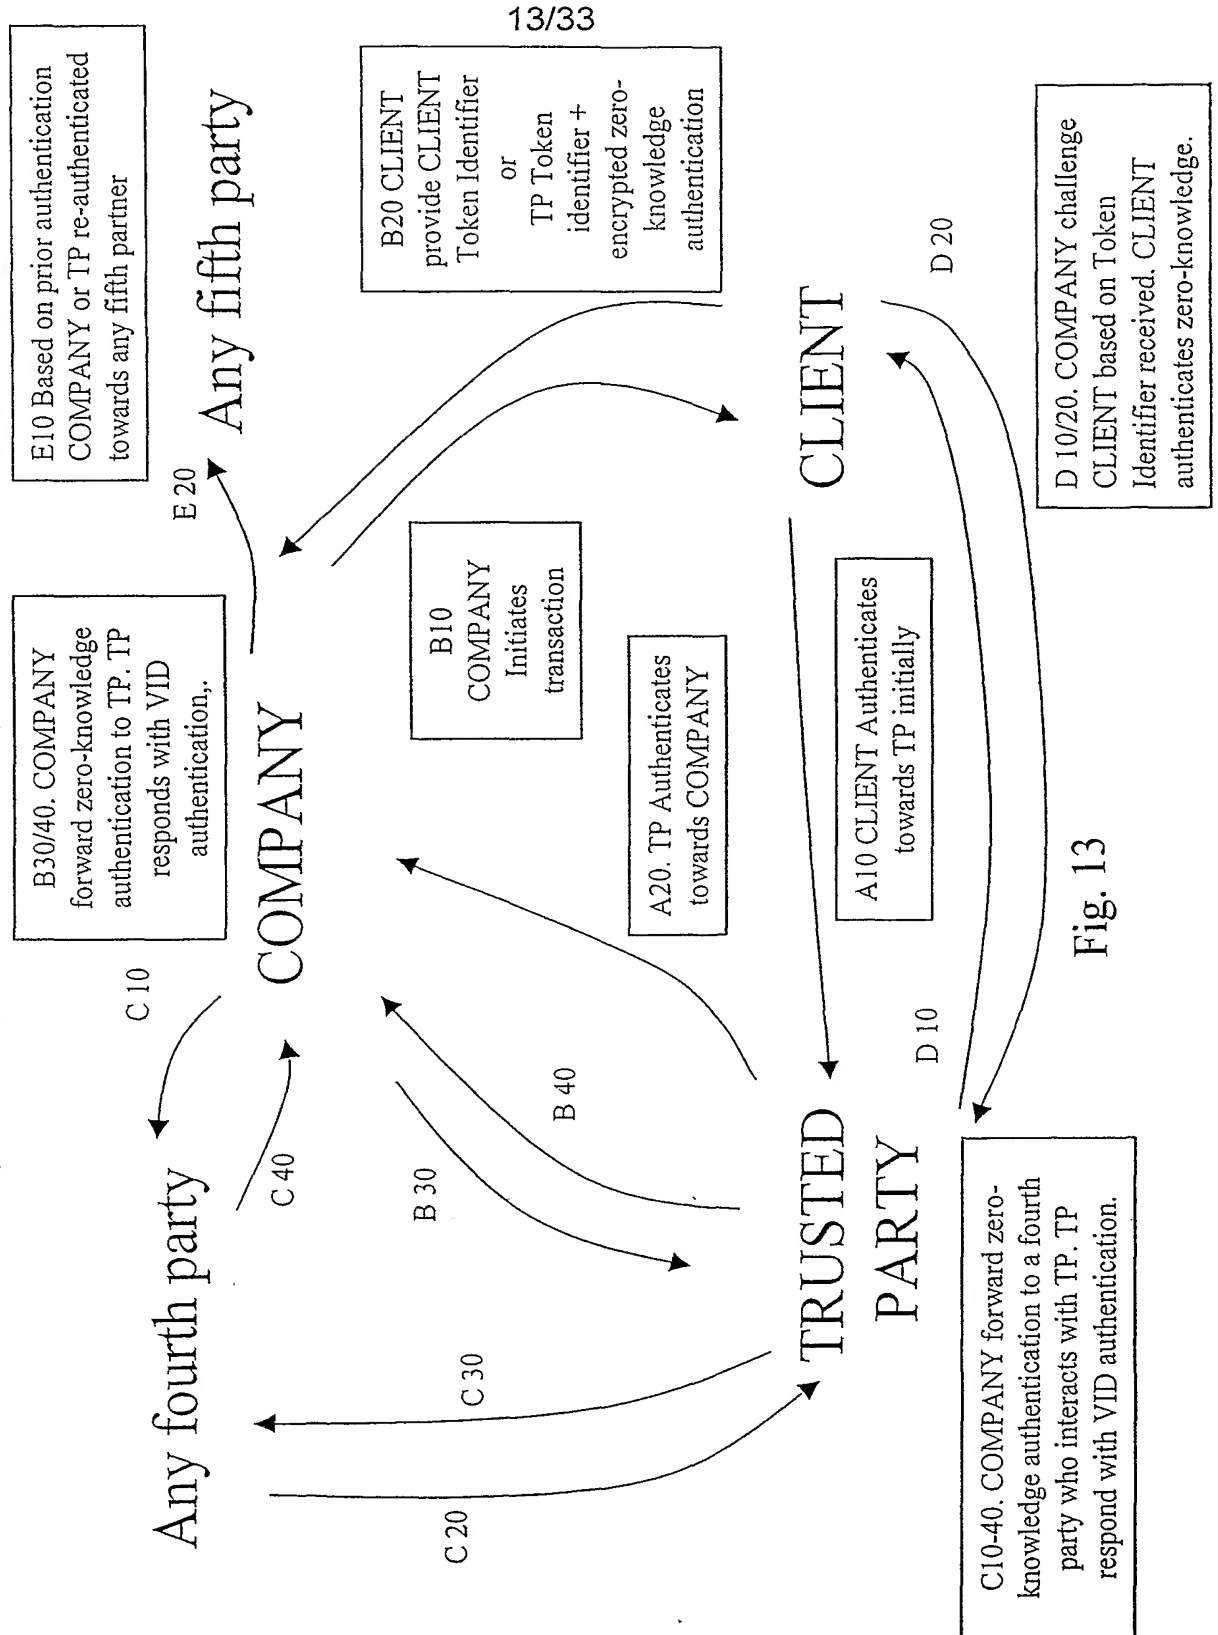 13/33
E10 Based on prior authentication
COMPANY or TP re-authenticated
towards any fifth partner
Any fifth party
E 20
B20 CLIENT
provide CLIENT
Token Identifier
or
TP Token
identifier +
encrypted zero-
knowledge
authentication
B30/40. COMPANY
forward zero-knowledge
authentication to TP. TP
responds with VID
authentication,.
COMPANY
B10
COMPANY
Initiates
transaction
D 20
CLIENT
D 10/20. COMPANY challenge
CLIENT based on Token
Identifier received. CLIENT
authenticates zero-knowledge.
A20. TP Authenticates
towards COMPANY
A10 CLIENT Authenticates
towards TP initially
C 10
Any fourth party
C 40
B 30
B 40
D 10
C 30
C 20
TRUSTED
PARTY
C10-40. COMPANY forward zero-
knowledge authentication to a fourth
party who interacts with TP. TP
respond with VID authentication.
Fig. 13